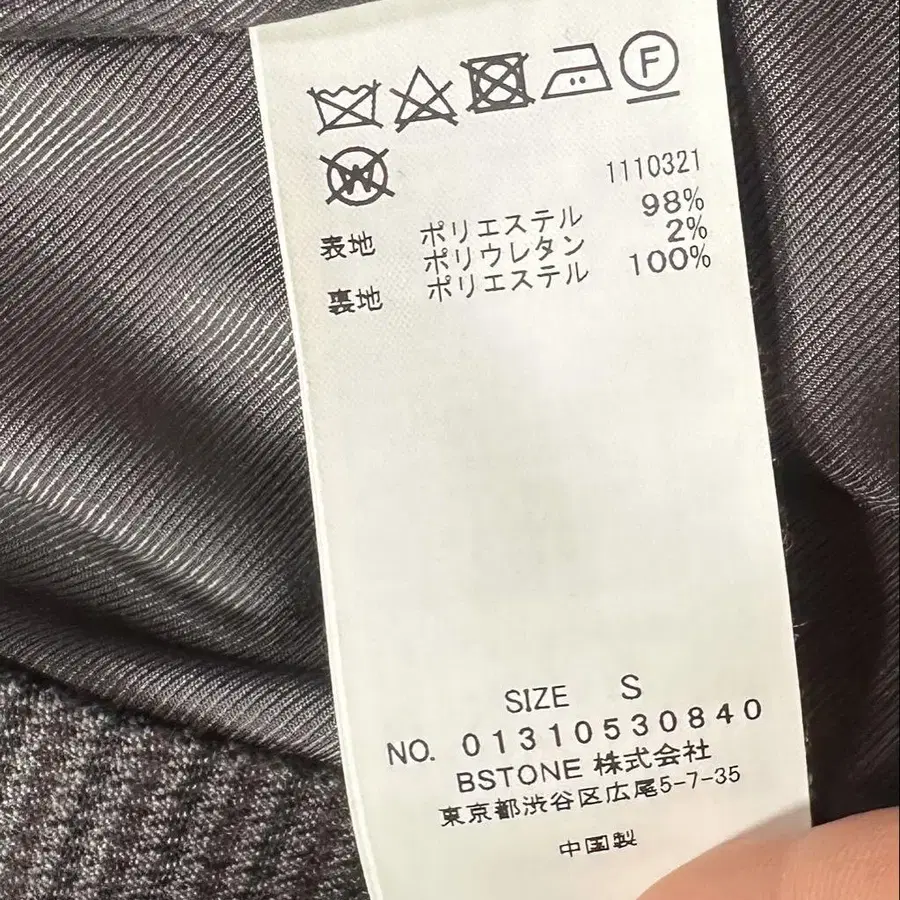 F
W
1110321
表地 ポリエステル 98%
ポリウレタン 2%
裏地 ポリエステル 100%
SIZE S
NO. 01310530840
BSTONE 株式会社
東京都渋谷区広尾5-7-35
中国製